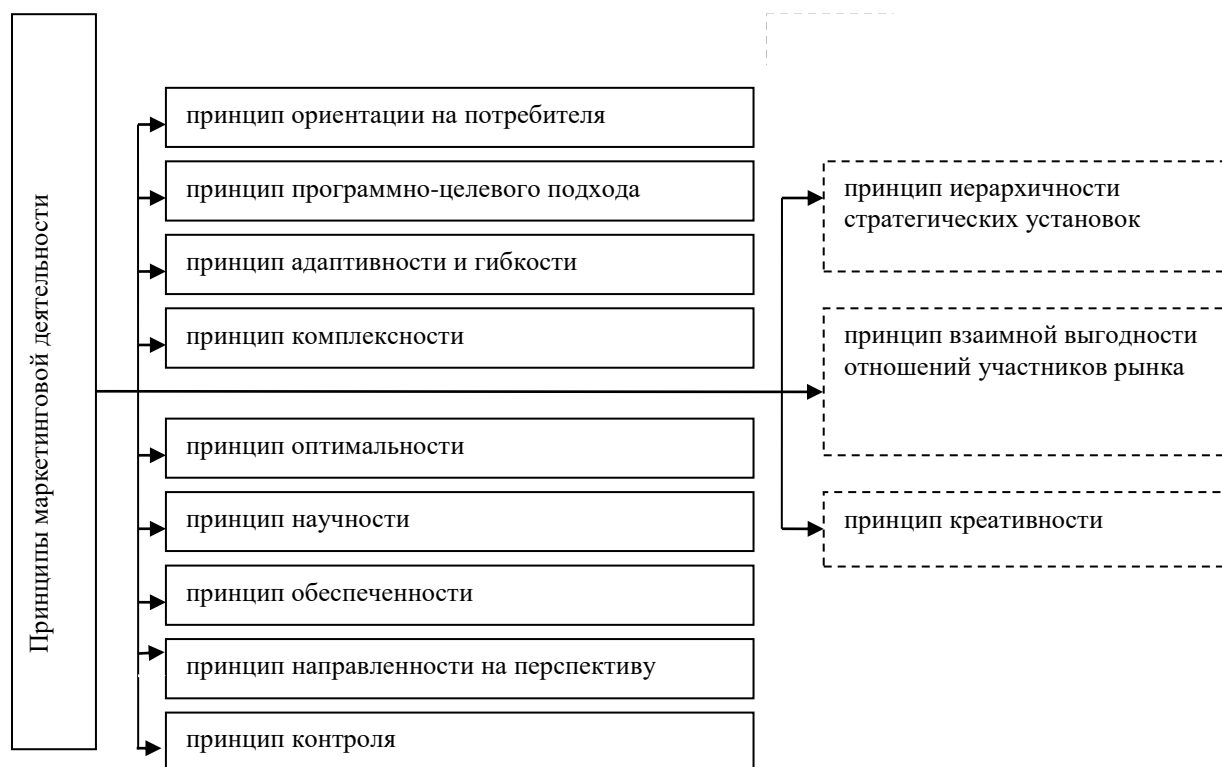 Принципы маркетинговой деятельности
принцип ориентации на потребителя
принцип программно-целевого подхода
принцип адаптивности и гибкости
принцип комплексности
принцип оптимальности
принцип научности
принцип обеспеченности
принцип направленности на перспективу
принцип контроля
принцип иерархичности
стратегических установок
принцип взаимной выгодности
отношений участников рынка
принцип креативности